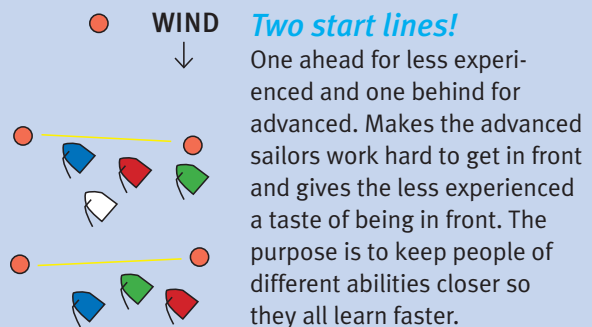 WIND
Two start lines!
One ahead for less experi-
enced and one behind for
advanced. Makes the advanced
sailors work hard to get in front
and gives the less experienced
a taste of being in front. The
purpose is to keep people of
different abilities closer so
they all learn faster.